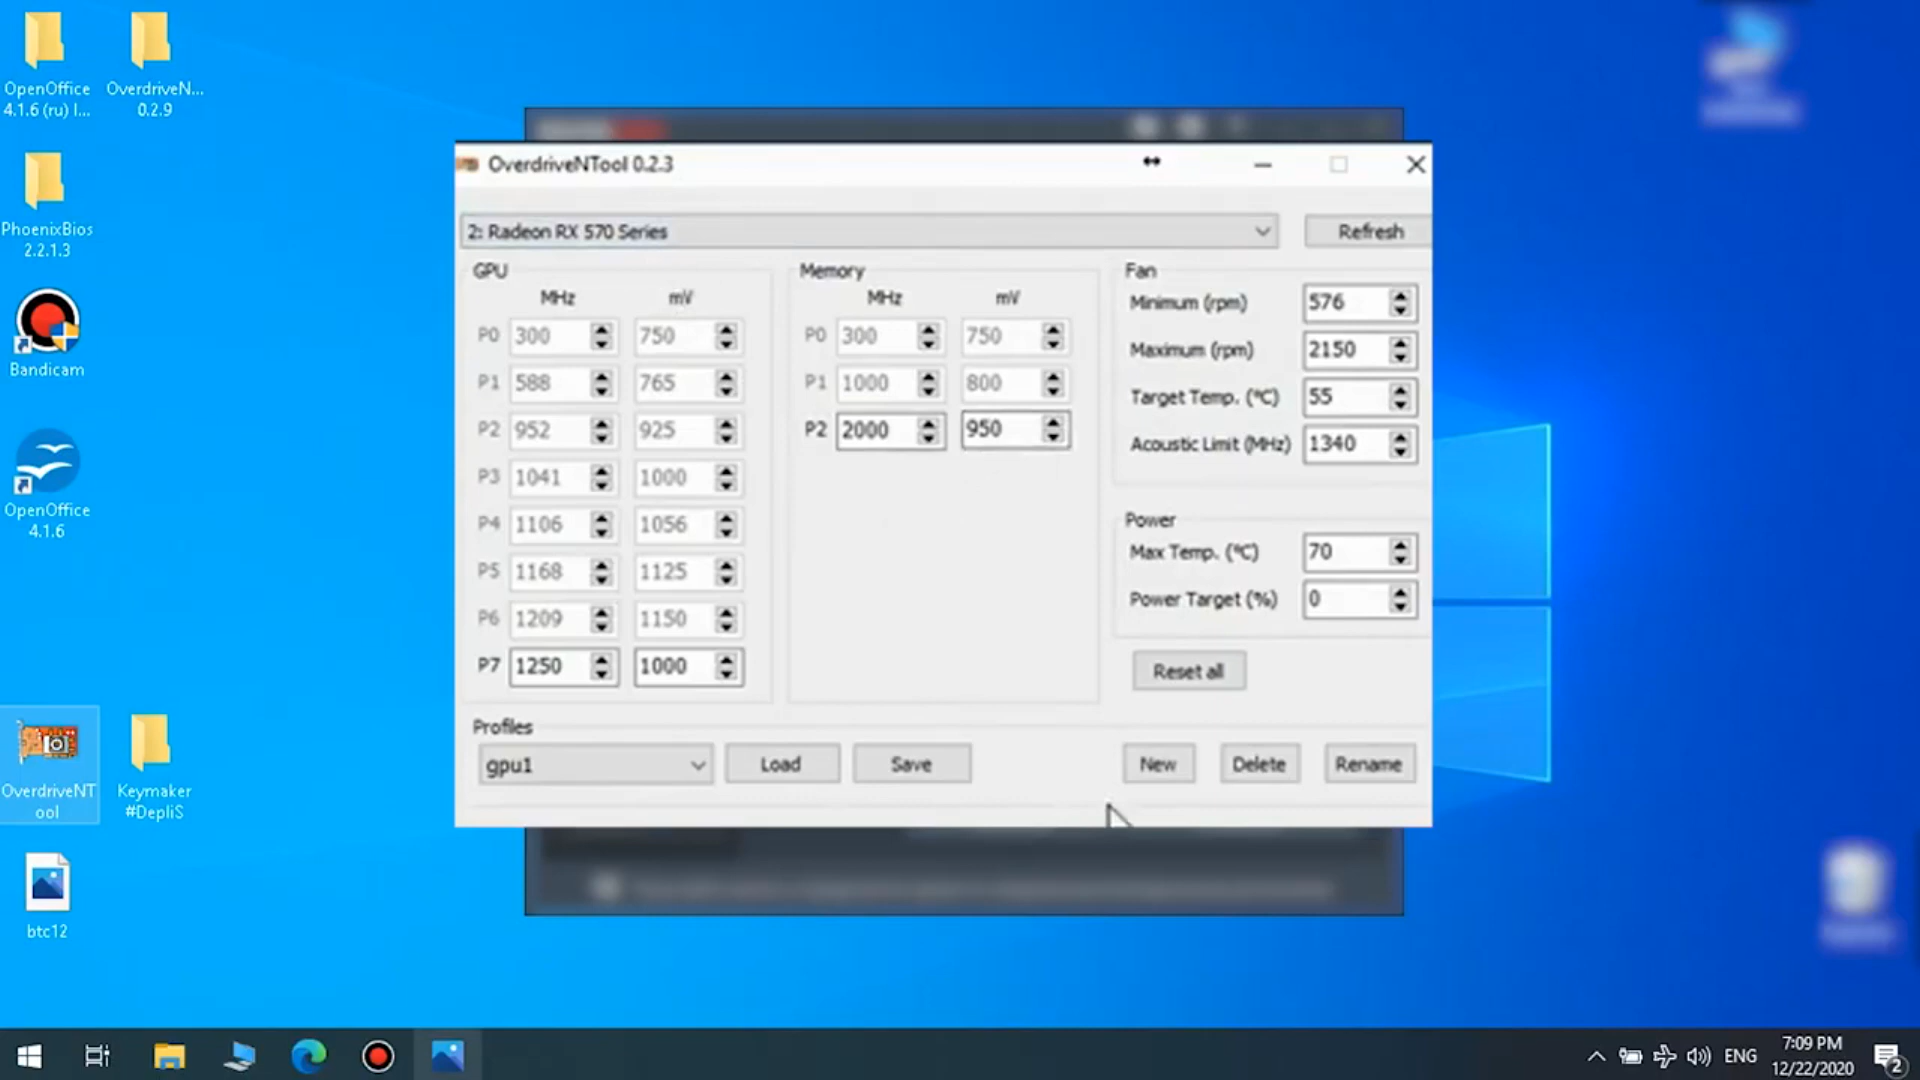 OpenOffice
4.1.6 (ru) I...
OverdriveN...
0.2.9
PhoenixBios
2.2.1.3
Bandicam
OpenOffice
4.1.6
OverdriveNT
ool
Keymaker
#DepliS
btc12
OverdriveNTool 0.2.3
2: Radeon RX 570 Series
Refresh
GPU
MHz mV
P0 300 750
P1 588 765
P2 952 925
P3 1041 1000
P4 1106 1056
P5 1168 1125
P6 1209 1150
P7 1250 1000
Memory
MHz mV
P0 300 750
P1 1000 800
P2 2000 950
Fan
Minimum (rpm) 576
Maximum (rpm) 2150
Target Temp. (°C) 55
Acoustic Limit (MHz) 1340
Power
Max Temp. (°C) 70
Power Target (%) 0
Reset all
Profiles
gpu1 Load Save New Delete Rename
ENG
7:09 PM
12/22/2020
2